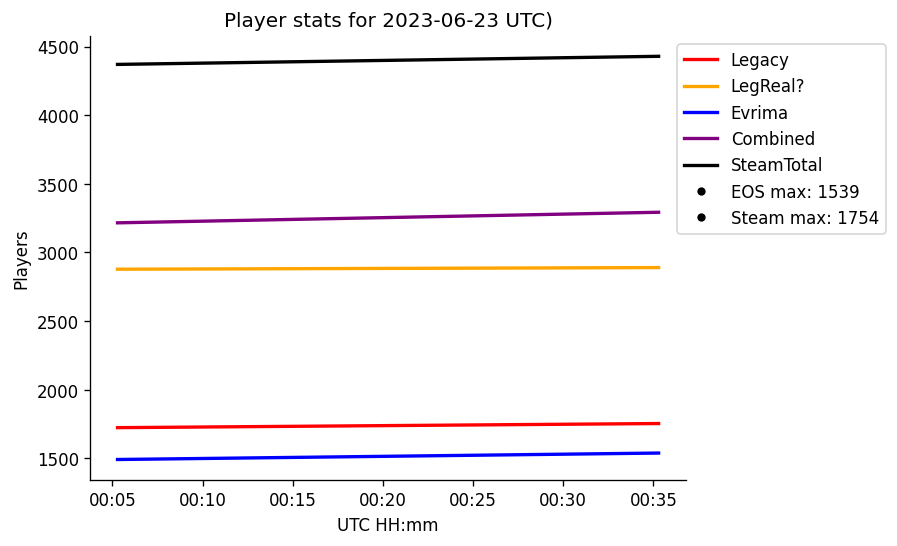 Player stats for 2023-06-23 UTC)
4500
4000
3500
3000
2500
2000
1500
Players
00:05 00:10 00:15 00:20 00:25 00:30 00:35
UTC HH:mm
Legacy
LegReal?
Evrima
Combined
SteamTotal
EOS max: 1539
Steam max: 1754